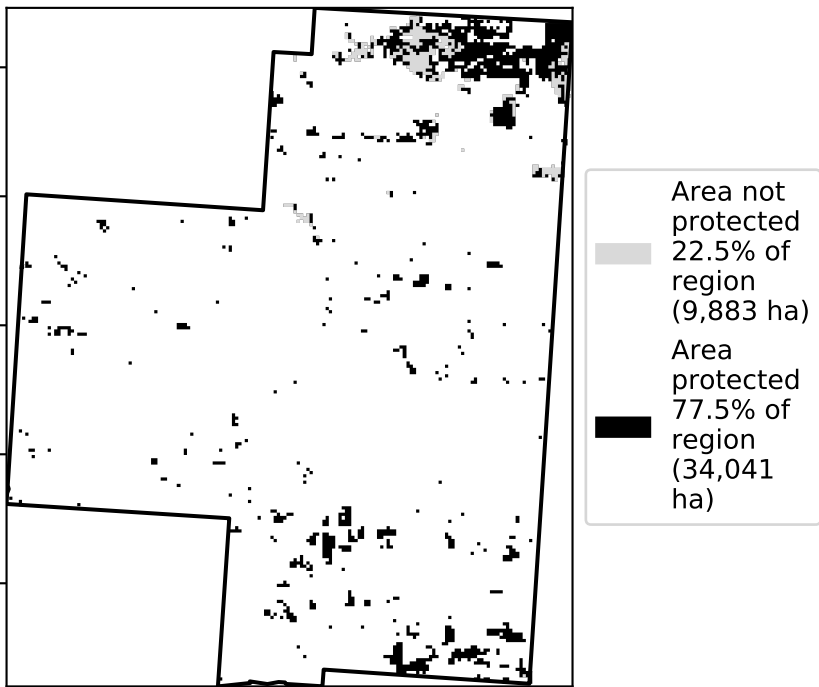 Area not
protected
22.5% of
region
(9,883 ha)
Area
protected
77.5% of
region
(34,041
ha)